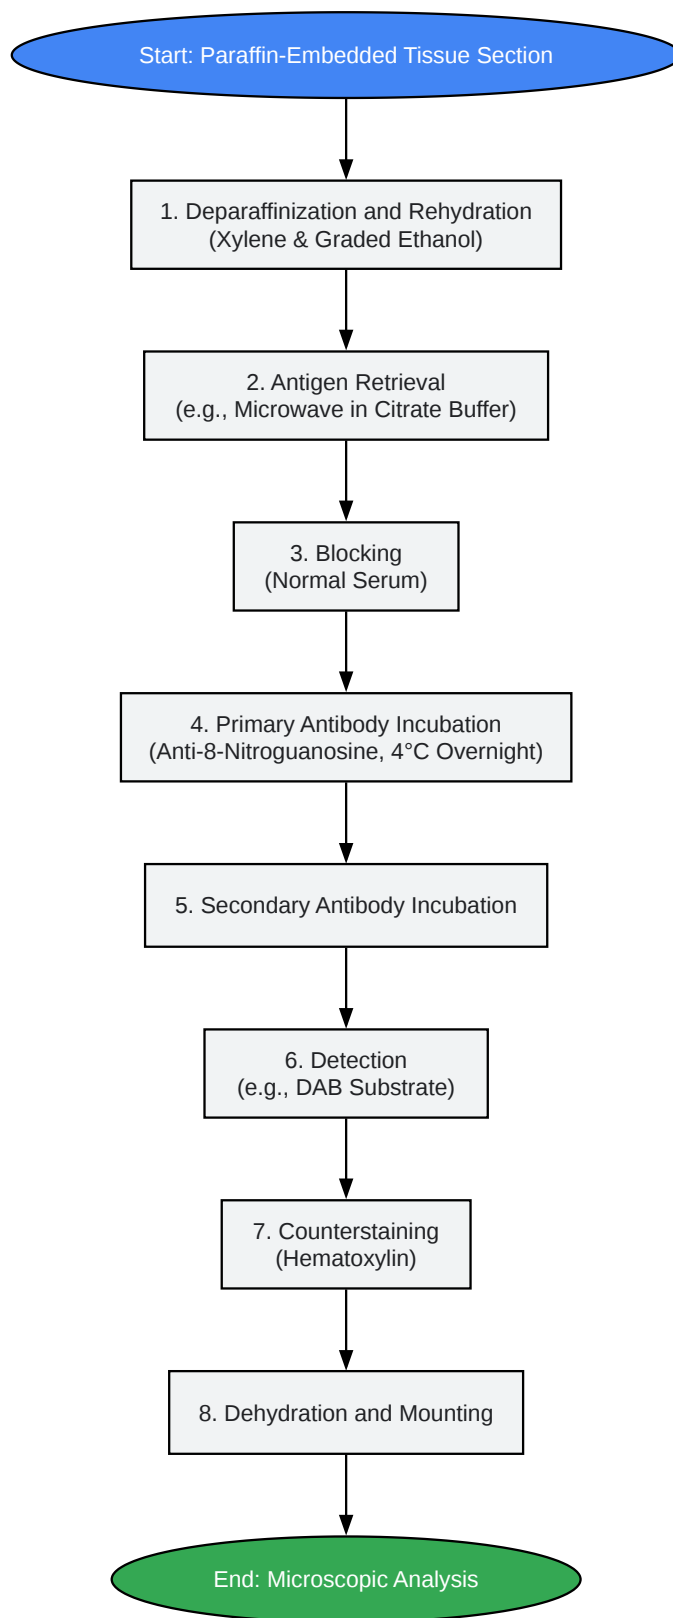 Start: Paraffin-Embedded Tissue Section
1. Deparaffinization and Rehydration
(Xylene & Graded Ethanol)
2. Antigen Retrieval
(e.g., Microwave in Citrate Buffer)
3. Blocking
(Normal Serum)
4. Primary Antibody Incubation
(Anti-8-Nitroguanosine, 4°C Overnight)
5. Secondary Antibody Incubation
6. Detection
(e.g., DAB Substrate)
7. Counterstaining
(Hematoxylin)
8. Dehydration and Mounting
End: Microscopic Analysis